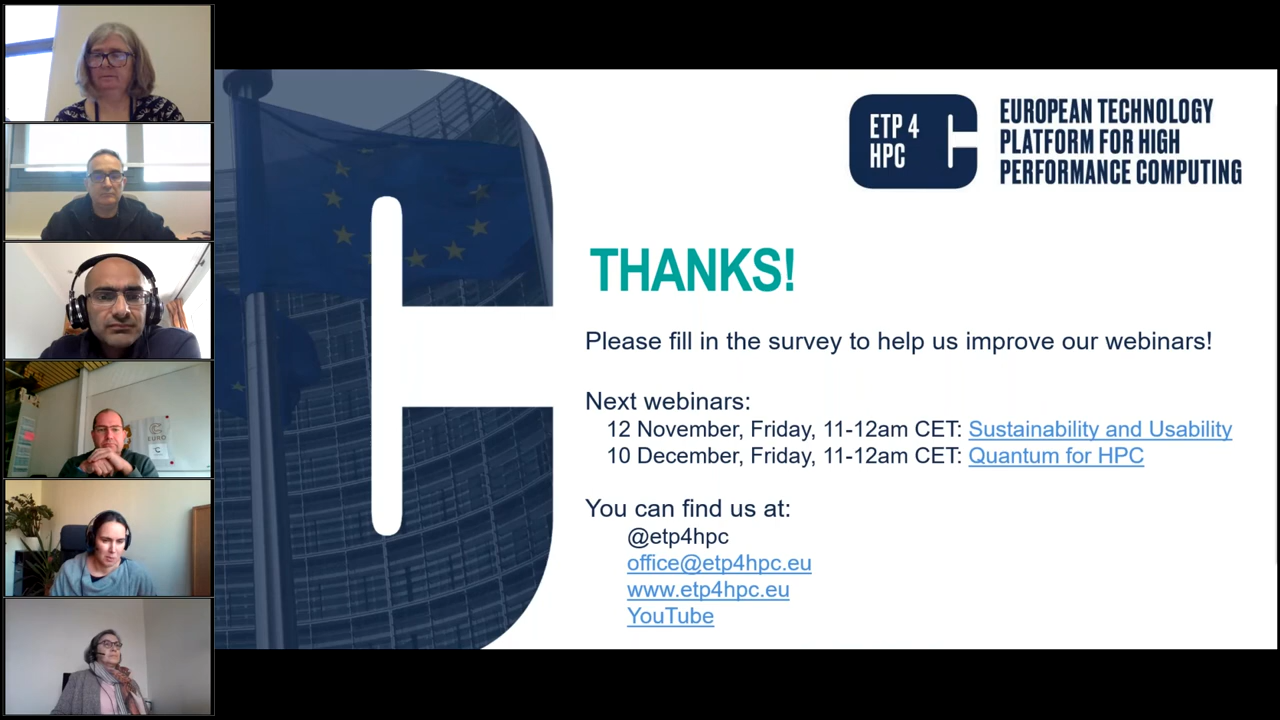 ETP 4
HPC
EUROPEAN TECHNOLOGY
PLATFORM FOR HIGH
PERFORMANCE COMPUTING
THANKS!
Please fill in the survey to help us improve our webinars!
Next webinars:
12 November, Friday, 11-12am CET: Sustainability and Usability
10 December, Friday, 11-12am CET: Quantum for HPC
You can find us at:
@etp4hpc
office@etp4hpc.eu
www.etp4hpc.eu
YouTube
EURO